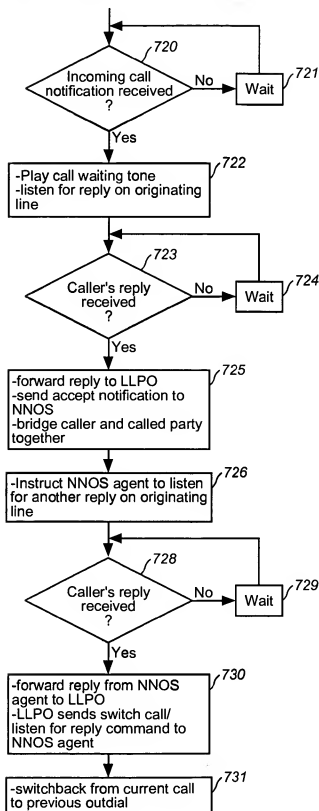 720
Incoming call
notification received
?
No
Wait
721
Yes
722
-Play call waiting tone
-listen for reply on originating
line
723
Caller's reply
received
?
No
Wait
724
Yes
725
-forward reply to LLPO
-send accept notification to
NNOS
-bridge caller and called party
together
726
-Instruct NNOS agent to listen
for another reply on originating
line
728
Caller's reply
received
?
No
Wait
729
Yes
730
-forward reply from NNOS
agent to LLPO
-LLPO sends switch call/
listen for reply command to
NNOS agent
731
-switchback from current call
to previous outdial